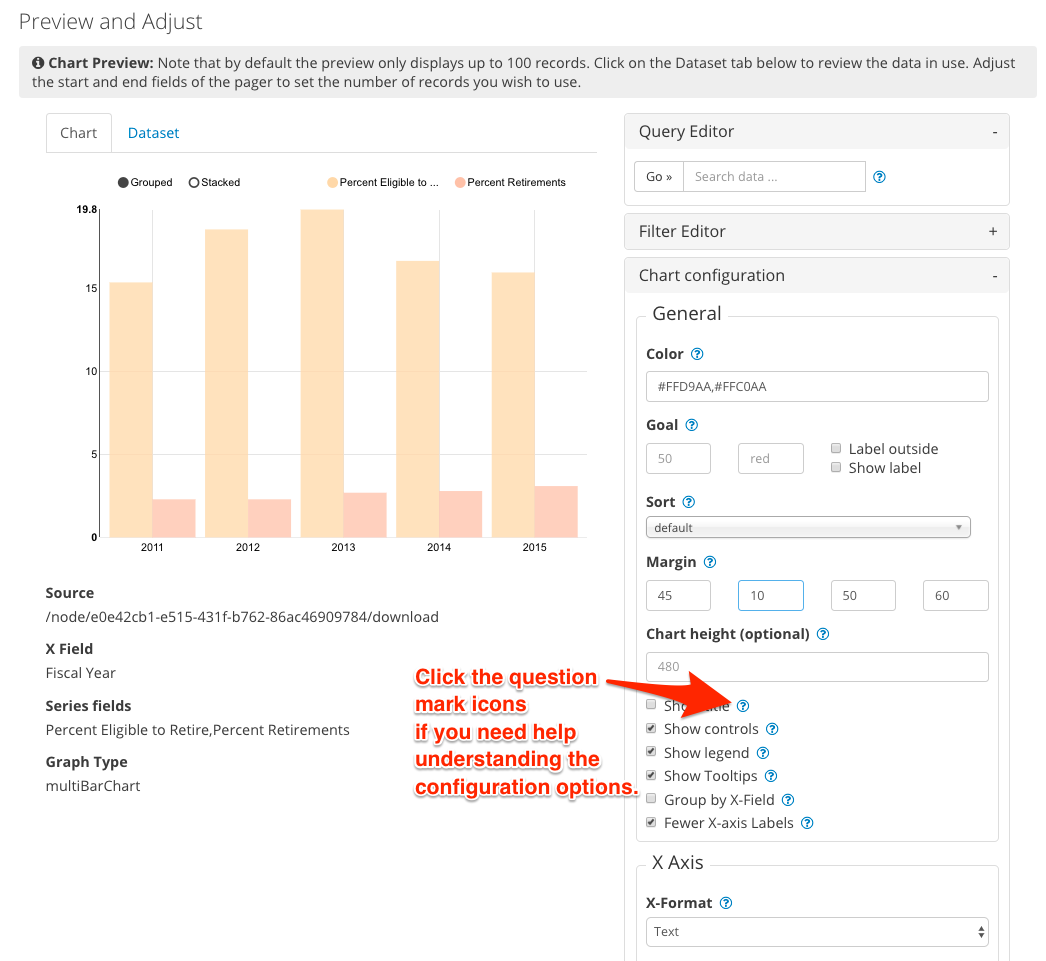 Preview and Adjust
Chart Preview: Note that by default the preview only displays up to 100 records. Click on the Dataset tab below to review the data in use. Adjust
the start and end fields of the pager to set the number of records you wish to use.
Chart Dataset
Grouped Stacked Percent Eligible to ... Percent Retirements
19.8
15
10
5
0
2011 2012 2013 2014 2015
Source
/node/e0e42cb1-e515-431f-b762-86ac46909784/download
X Field
Fiscal Year
Series fields
Percent Eligible to Retire,Percent Retirements
Graph Type
multiBarChart
Click the question
mark icons
if you need help
understanding the
configuration options.
Query Editor -
Go » Search data ... ?
Filter Editor +
Chart configuration -
General
Color ?
#FFD9AA,#FFC0AA
Goal ?
50 red
Label outside
Show label
Sort ?
default
Margin ?
45 10 50 60
Chart height (optional) ?
480
Show title ?
Show controls ?
Show legend ?
Show Tooltips ?
Group by X-Field ?
Fewer X-axis Labels ?
X Axis
X-Format ?
Text